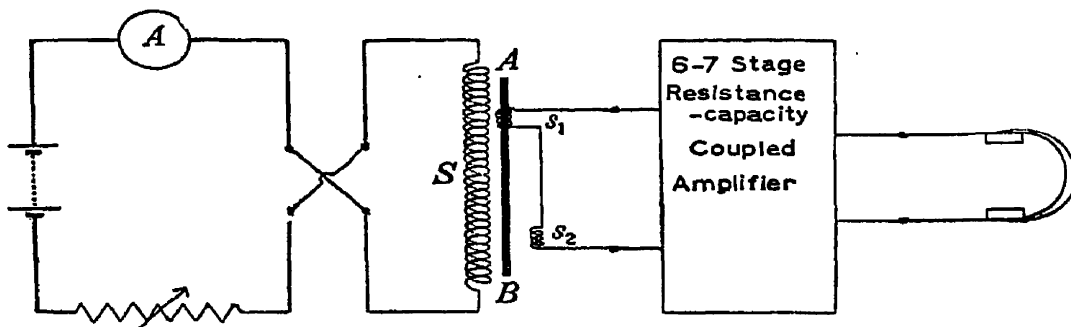 A
S
A
B
s1
s2
6-7 Stage
Resistance
-capacity
Coupled
Amplifier